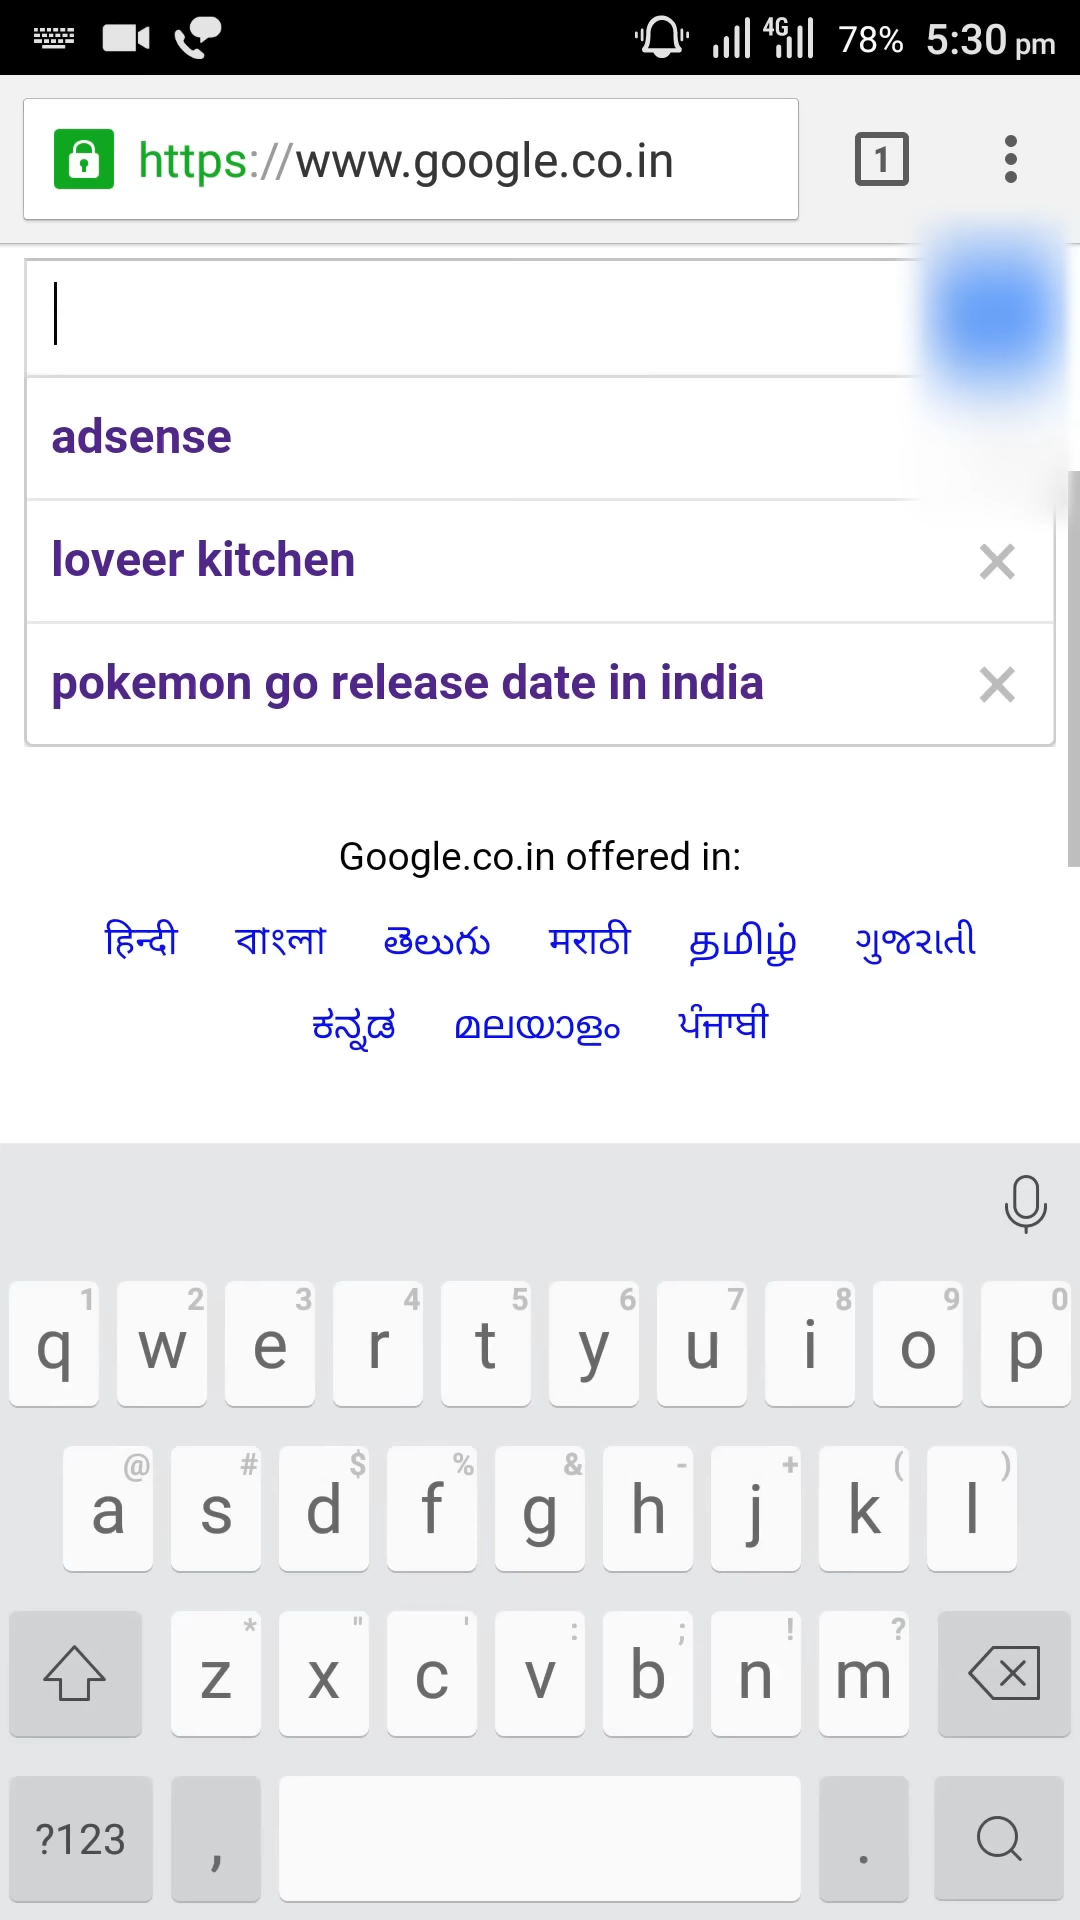 4G 78% 5:30 pm
https://www.google.co.in 1
adsense
loveer kitchen
pokemon go release date in india
Google.co.in offered in:
हिन्दी বাংলা తెలుగు मराठी தமிழ் ગુજરાતી
ಕನ್ನಡ മലയാളം ਪੰਜਾਬੀ
1 2 3 4 5 6 7 8 9 0
q w e r t y u i o p
@ # $ % & - + ( )
a s d f g h j k l
* " ' : ; ! ?
z x c v b n m
?123 , .